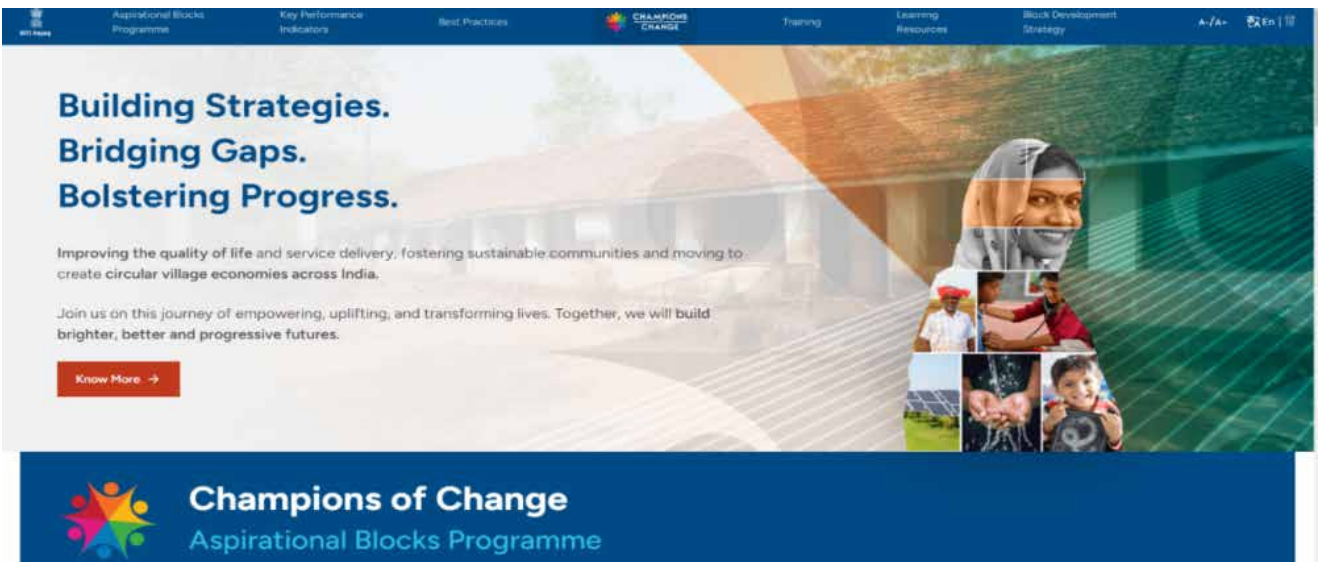 Aspirational Blocks
Programme
Key Performance
Indicators
Best Practices
CHAMPIONS
CHANGE
Training
Learning
Resources
Block Development
Strategy
NITI Aayog
Building Strategies.
Bridging Gaps.
Bolstering Progress.
Improving the quality of life and service delivery, fostering sustainable communities and moving to
create circular village economies across India.
Join us on this journey of empowering, uplifting, and transforming lives. Together, we will build
brighter, better and progressive futures.
Know More →
Champions of Change
Aspirational Blocks Programme